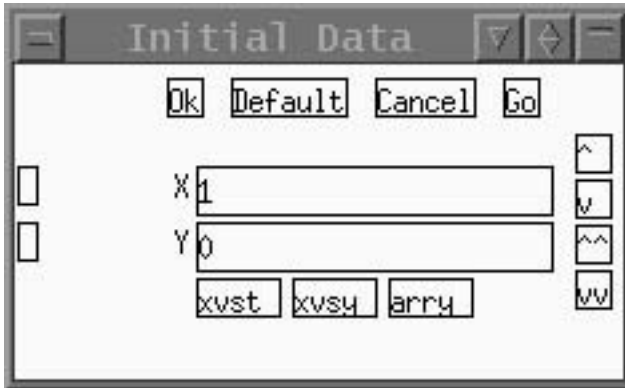 Initial Data
Ok Default Cancel Go
^
X 1
v
Y 0
^^
xvst xvsy arry
vv